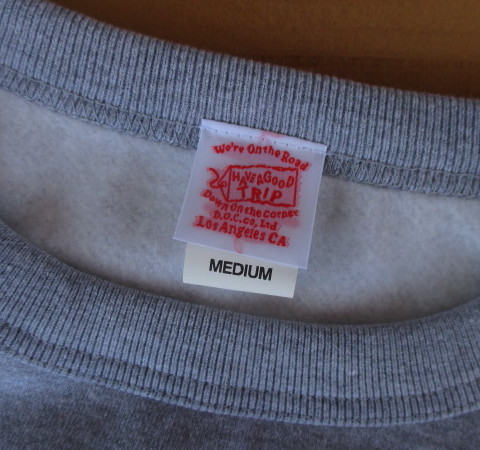 We're On the Road
HAVE A GOOD
TRIP
Down On the Corner
D.O.C.co,Ltd
Los Angeles CA
MEDIUM